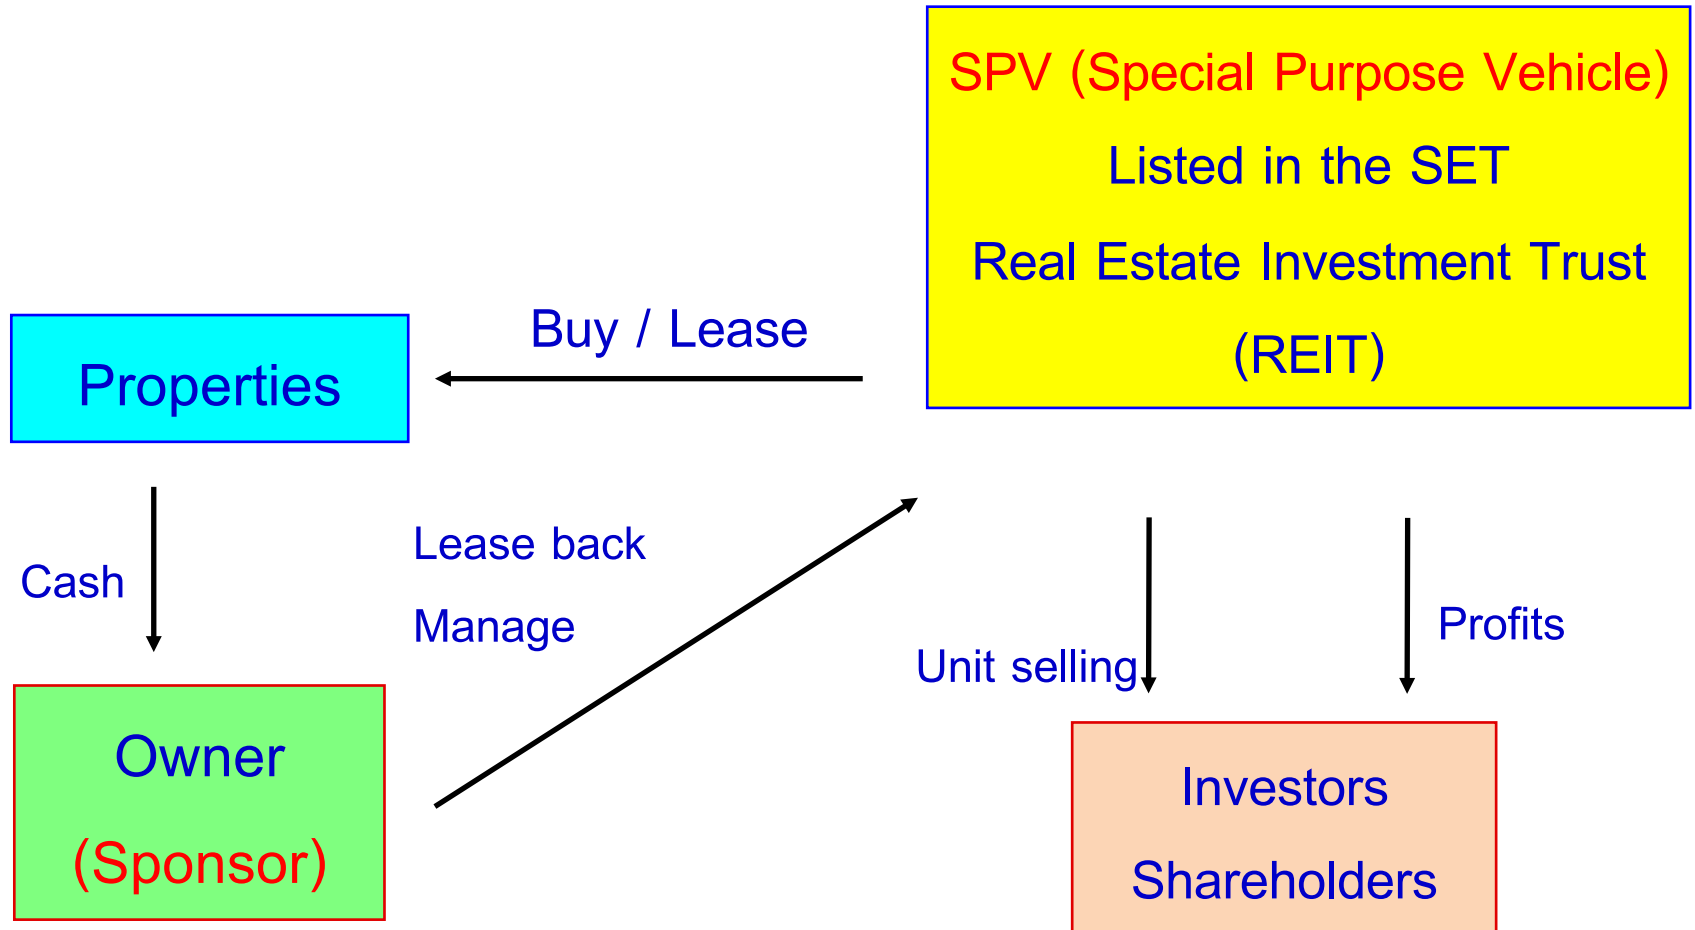 SPV (Special Purpose Vehicle)
Listed in the SET
Real Estate Investment Trust
(REIT)
Buy / Lease
Properties
Cash
Lease back
Manage
Unit selling
Profits
Owner
(Sponsor)
Investors
Shareholders